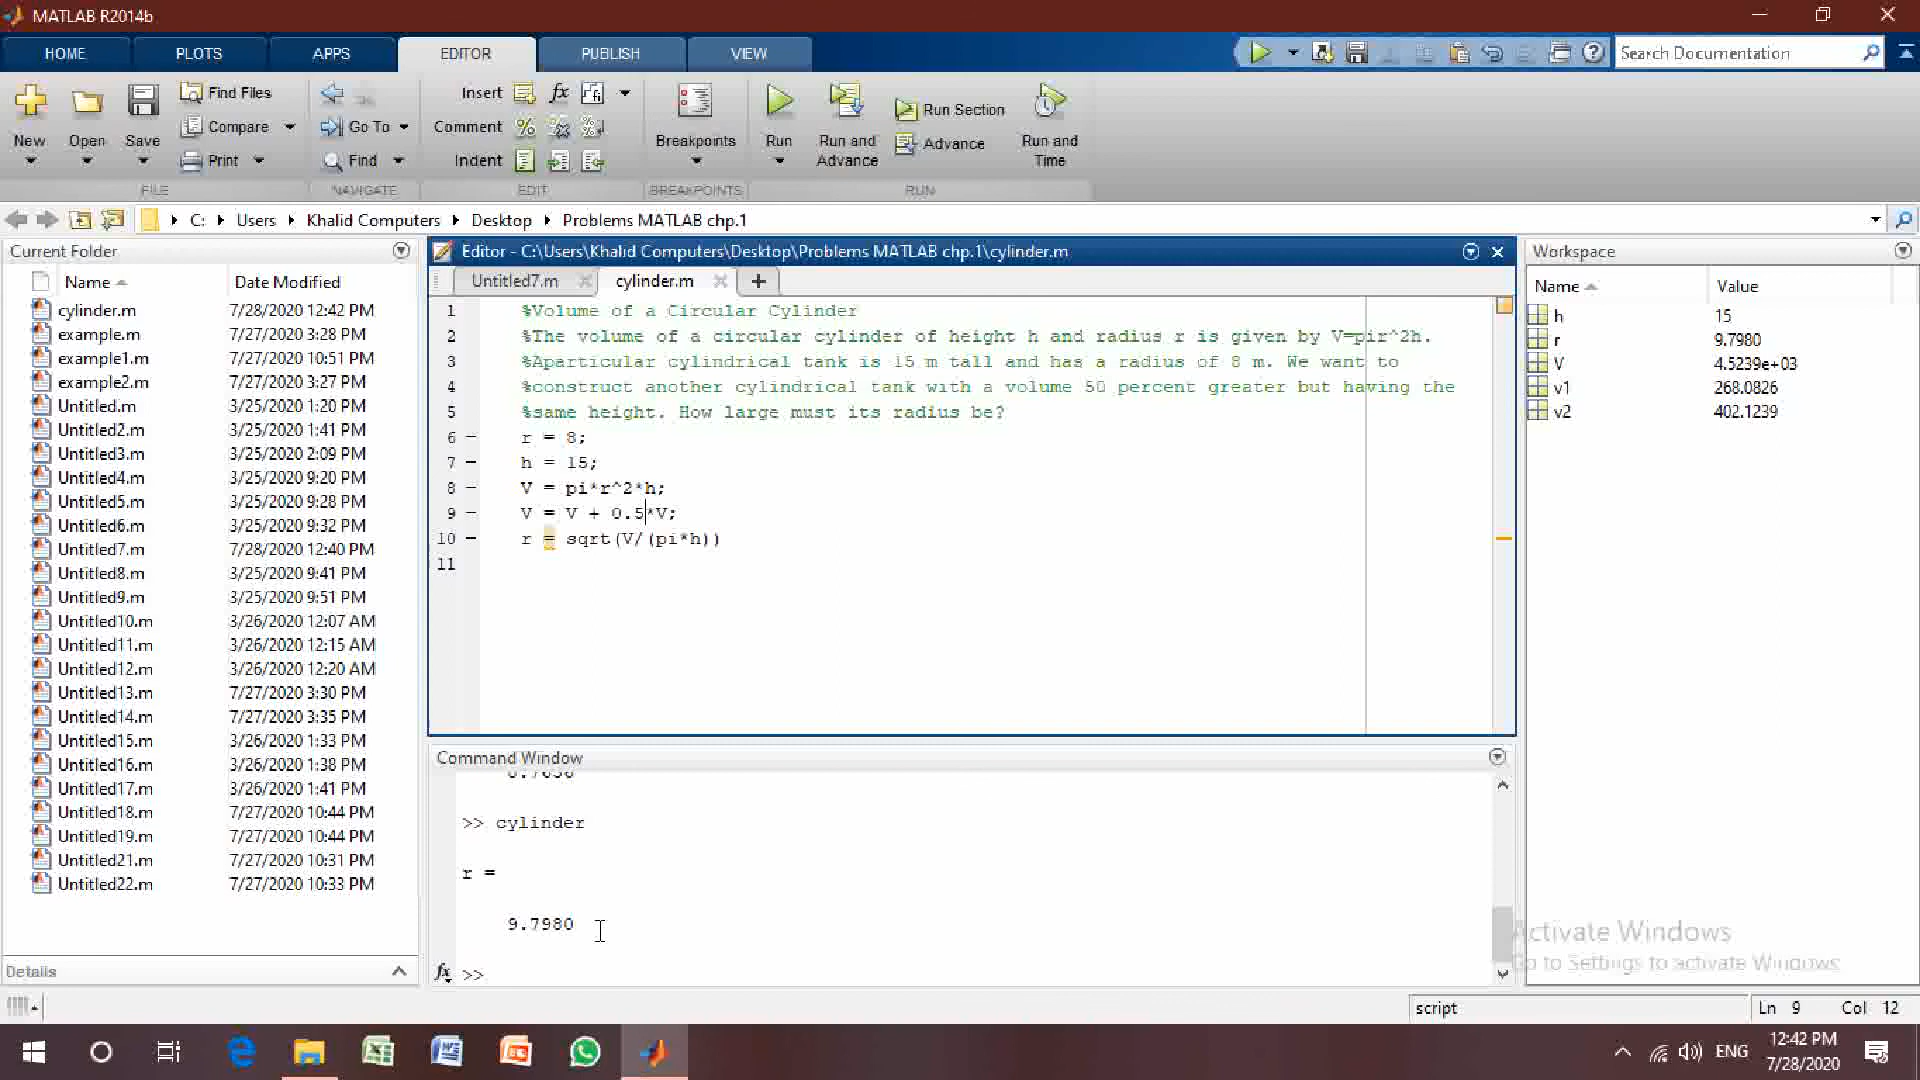 MATLAB R2014b
HOME PLOTS APPS EDITOR PUBLISH VIEW
Search Documentation
New Open Save
Find Files
Compare
Print
Go To
Find
Insert
Comment
Indent
Breakpoints
Run
Run and Advance
Run Section
Advance
Run and Time
FILE NAVIGATE EDIT BREAKPOINTS RUN
C: Users Khalid Computers Desktop Problems MATLAB chp.1
Current Folder
Name Date Modified
cylinder.m 7/28/2020 12:42 PM
example.m 7/27/2020 3:28 PM
example1.m 7/27/2020 10:51 PM
example2.m 7/27/2020 3:27 PM
Untitled.m 3/25/2020 1:20 PM
Untitled2.m 3/25/2020 1:41 PM
Untitled3.m 3/25/2020 2:09 PM
Untitled4.m 3/25/2020 9:20 PM
Untitled5.m 3/25/2020 9:28 PM
Untitled6.m 3/25/2020 9:32 PM
Untitled7.m 7/28/2020 12:40 PM
Untitled8.m 3/25/2020 9:41 PM
Untitled9.m 3/25/2020 9:51 PM
Untitled10.m 3/26/2020 12:07 AM
Untitled11.m 3/26/2020 12:15 AM
Untitled12.m 3/26/2020 12:20 AM
Untitled13.m 7/27/2020 3:30 PM
Untitled14.m 7/27/2020 3:35 PM
Untitled15.m 3/26/2020 1:33 PM
Untitled16.m 3/26/2020 1:38 PM
Untitled17.m 3/26/2020 1:41 PM
Untitled18.m 7/27/2020 10:44 PM
Untitled19.m 7/27/2020 10:44 PM
Untitled21.m 7/27/2020 10:31 PM
Untitled22.m 7/27/2020 10:33 PM
Details
Editor - C:\Users\Khalid Computers\Desktop\Problems MATLAB chp.1\cylinder.m
Untitled7.m cylinder.m
1 %Volume of a Circular Cylinder
2 %The volume of a circular cylinder of height h and radius r is given by V=pir^2h.
3 %Aparticular cylindrical tank is 15 m tall and has a radius of 8 m. We want to
4 %construct another cylindrical tank with a volume 50 percent greater but having the
5 %same height. How large must its radius be?
6 – r = 8;
7 – h = 15;
8 – V = pi*r^2*h;
9 – V = V + 0.5*V;
10 – r = sqrt(V/(pi*h))
11
Command Window
>> cylinder
r =
9.7980
fx >>
Workspace
Name Value
h 15
r 9.7980
V 4.5239e+03
v1 268.0826
v2 402.1239
Activate Windows
Go to Settings to activate Windows.
script Ln 9 Col 12
ENG
12:42 PM
7/28/2020